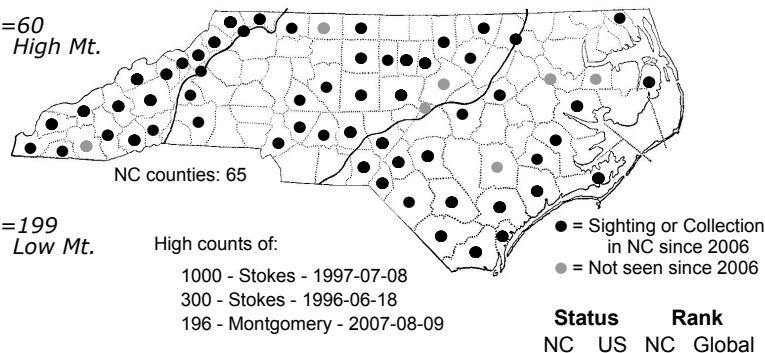 =60
High Mt.
NC counties: 65
=199
Low Mt.
High counts of:
1000 - Stokes - 1997-07-08
300 - Stokes - 1996-06-18
196 - Montgomery - 2007-08-09
= Sighting or Collection
in NC since 2006
= Not seen since 2006
Status Rank
NC US NC Global